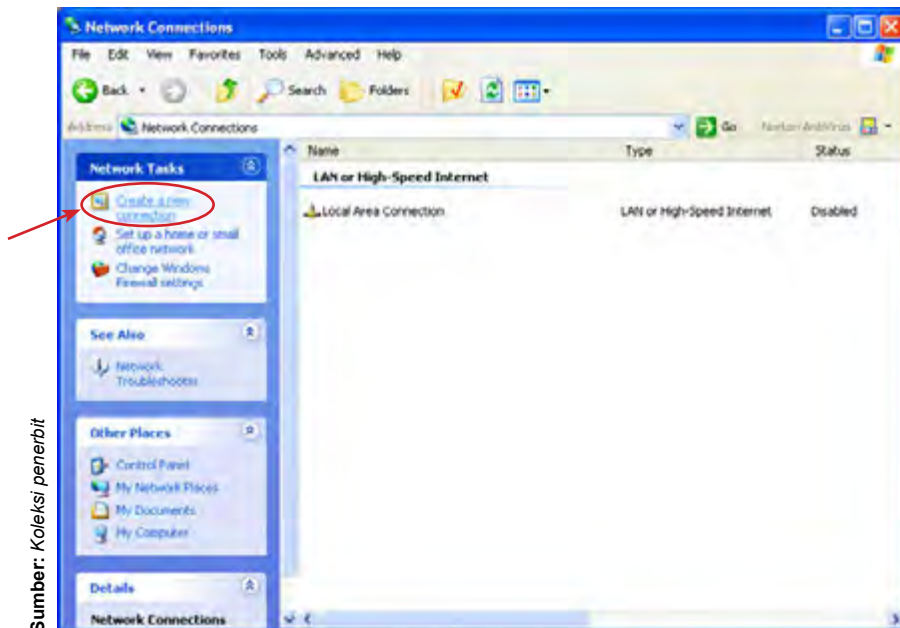 Network Connections
File Edit View Favorites Tools Advanced Help
Back Search Folders
Address Network Connections Go Norton AntiVirus
Name Type Status
Network Tasks
Create a new
connection
Set up a home or small
office network
Change Windows
Firewall settings
See Also
Network
Troubleshooter
Other Places
Control Panel
My Network Places
My Documents
My Computer
Details
Network Connections
LAN or High-Speed Internet
Local Area Connection LAN or High-Speed Internet Disabled
Sumber: Koleksi penerbit